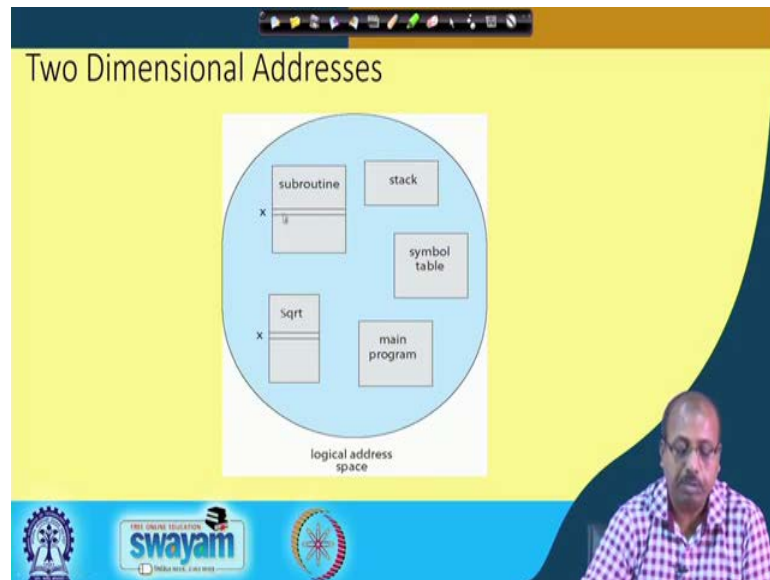 Two Dimensional Addresses
subroutine
x
stack
symbol
table
Sqrt
x
main
program
logical address
space
FREE ONLINE EDUCATION
swayam